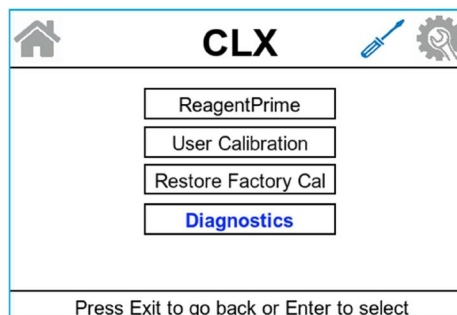 CLX
ReagentPrime
User Calibration
Restore Factory Cal
Diagnostics
Press Exit to go back or Enter to select